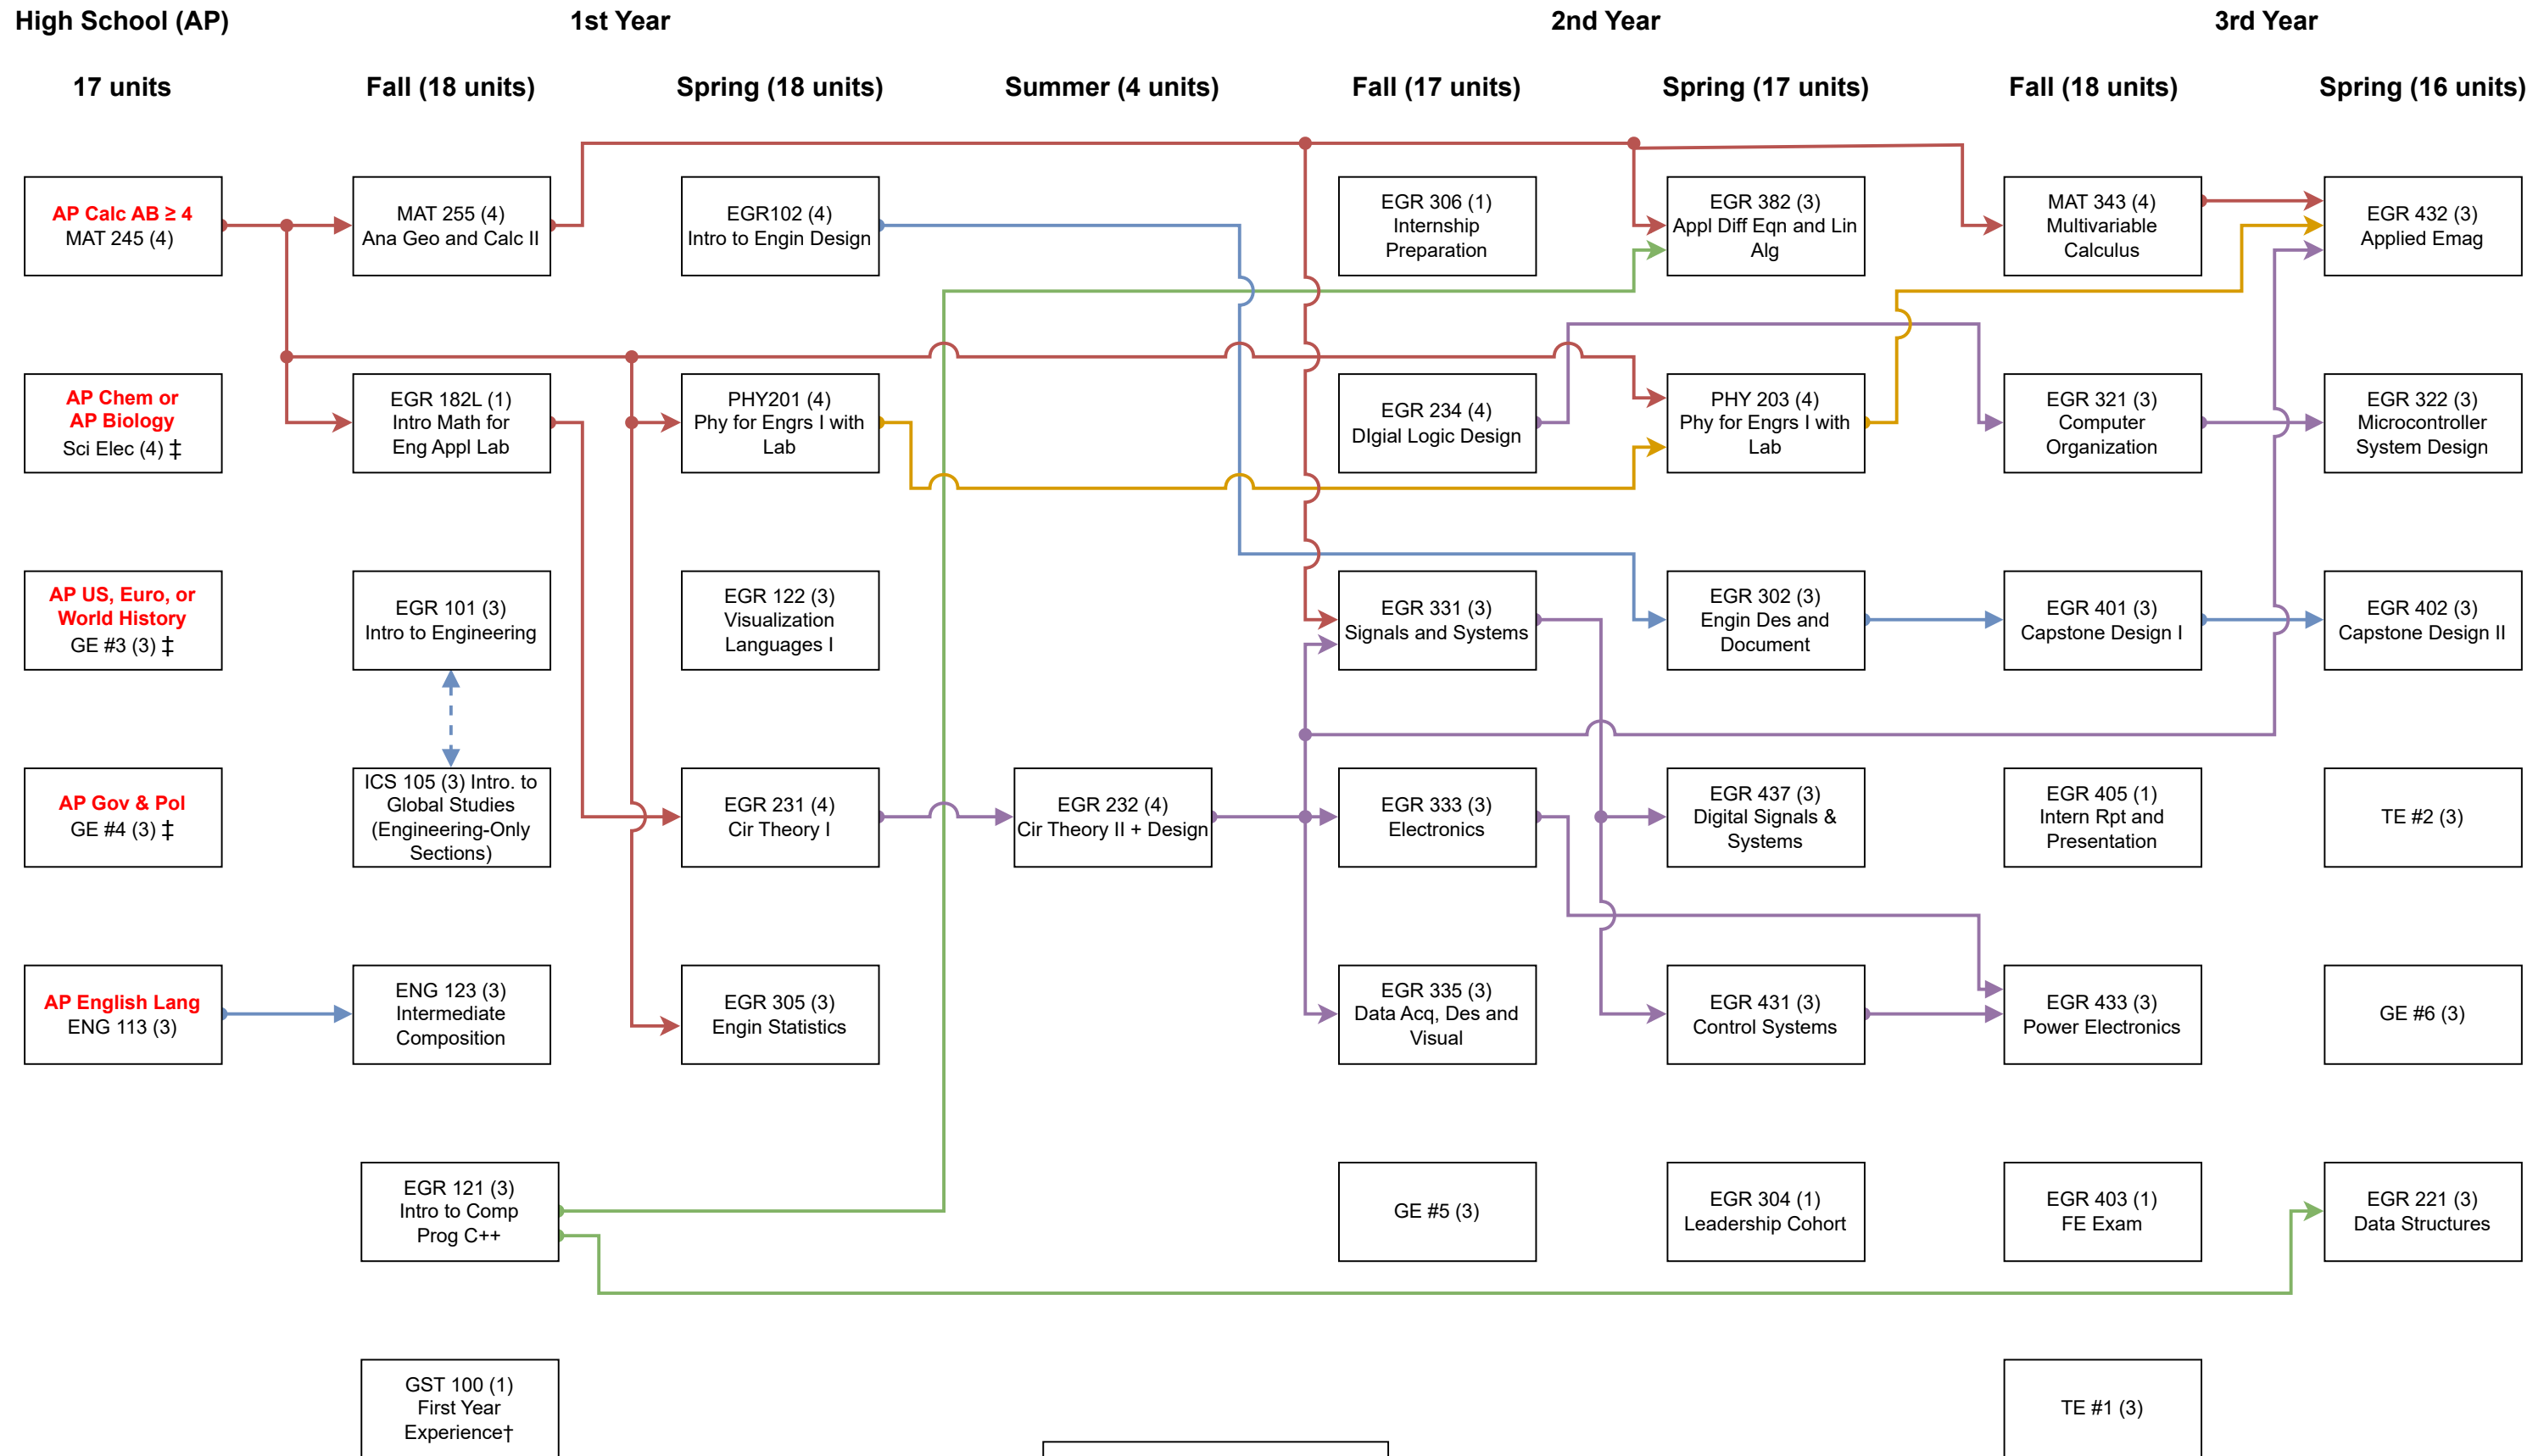 High School (AP)
1st Year
2nd Year
3rd Year
17 units
Fall (18 units)
Spring (18 units)
Summer (4 units)
Fall (17 units)
Spring (17 units)
Fall (18 units)
Spring (16 units)
AP Calc AB ≥ 4
MAT 245 (4)
MAT 255 (4)
Ana Geo and Calc II
EGR102 (4)
Intro to Engin Design
EGR 306 (1)
Internship
Preparation
EGR 382 (3)
Appl Diff Eqn and Lin
Alg
MAT 343 (4)
Multivariable
Calculus
EGR 432 (3)
Applied Emag
AP Chem or
AP Biology
Sci Elec (4) ‡
EGR 182L (1)
Intro Math for
Eng Appl Lab
PHY201 (4)
Phy for Engrs I with
Lab
EGR 234 (4)
DIgial Logic Design
PHY 203 (4)
Phy for Engrs I with
Lab
EGR 321 (3)
Computer
Organization
EGR 322 (3)
Microcontroller
System Design
AP US, Euro, or
World History
GE #3 (3) ‡
EGR 101 (3)
Intro to Engineering
EGR 122 (3)
Visualization
Languages I
EGR 331 (3)
Signals and Systems
EGR 302 (3)
Engin Des and
Document
EGR 401 (3)
Capstone Design I
EGR 402 (3)
Capstone Design II
AP Gov & Pol
GE #4 (3) ‡
ICS 105 (3) Intro. to
Global Studies
(Engineering-Only
Sections)
EGR 231 (4)
Cir Theory I
EGR 232 (4)
Cir Theory II + Design
EGR 333 (3)
Electronics
EGR 437 (3)
Digital Signals &
Systems
EGR 405 (1)
Intern Rpt and
Presentation
TE #2 (3)
AP English Lang
ENG 113 (3)
ENG 123 (3)
Intermediate
Composition
EGR 305 (3)
Engin Statistics
EGR 335 (3)
Data Acq, Des and
Visual
EGR 431 (3)
Control Systems
EGR 433 (3)
Power Electronics
GE #6 (3)
EGR 121 (3)
Intro to Comp
Prog C++
GE #5 (3)
EGR 304 (1)
Leadership Cohort
EGR 403 (1)
FE Exam
EGR 221 (3)
Data Structures
GST 100 (1)
First Year
Experience†
TE #1 (3)